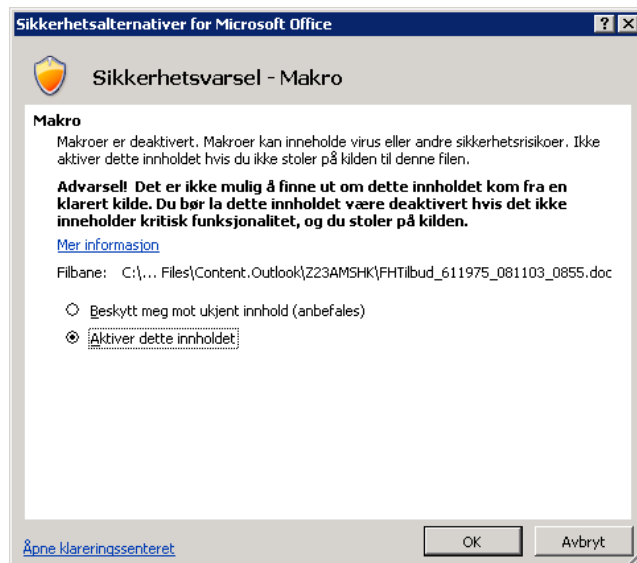 Sikkerhetsalternativer for Microsoft Office
Sikkerhetsvarsel - Makro
Makro
Makroer er deaktivert. Makroer kan inneholde virus eller andre sikkerhetsrisikoer. Ikke
aktiver dette innholdet hvis du ikke stoler på kilden til denne filen.
Advarsel! Det er ikke mulig å finne ut om dette innholdet kom fra en
klarert kilde. Du bør la dette innholdet være deaktivert hvis det ikke
inneholder kritisk funksjonalitet, og du stoler på kilden.
Mer informasjon
Filbane: C:\... Files\Content.Outlook\Z23AMSHK\FHTilbud_611975_081103_0855.doc
Beskytt meg mot ukjent innhold (anbefales)
Aktiver dette innholdet
Åpne klareringssenteret
OK
Avbryt